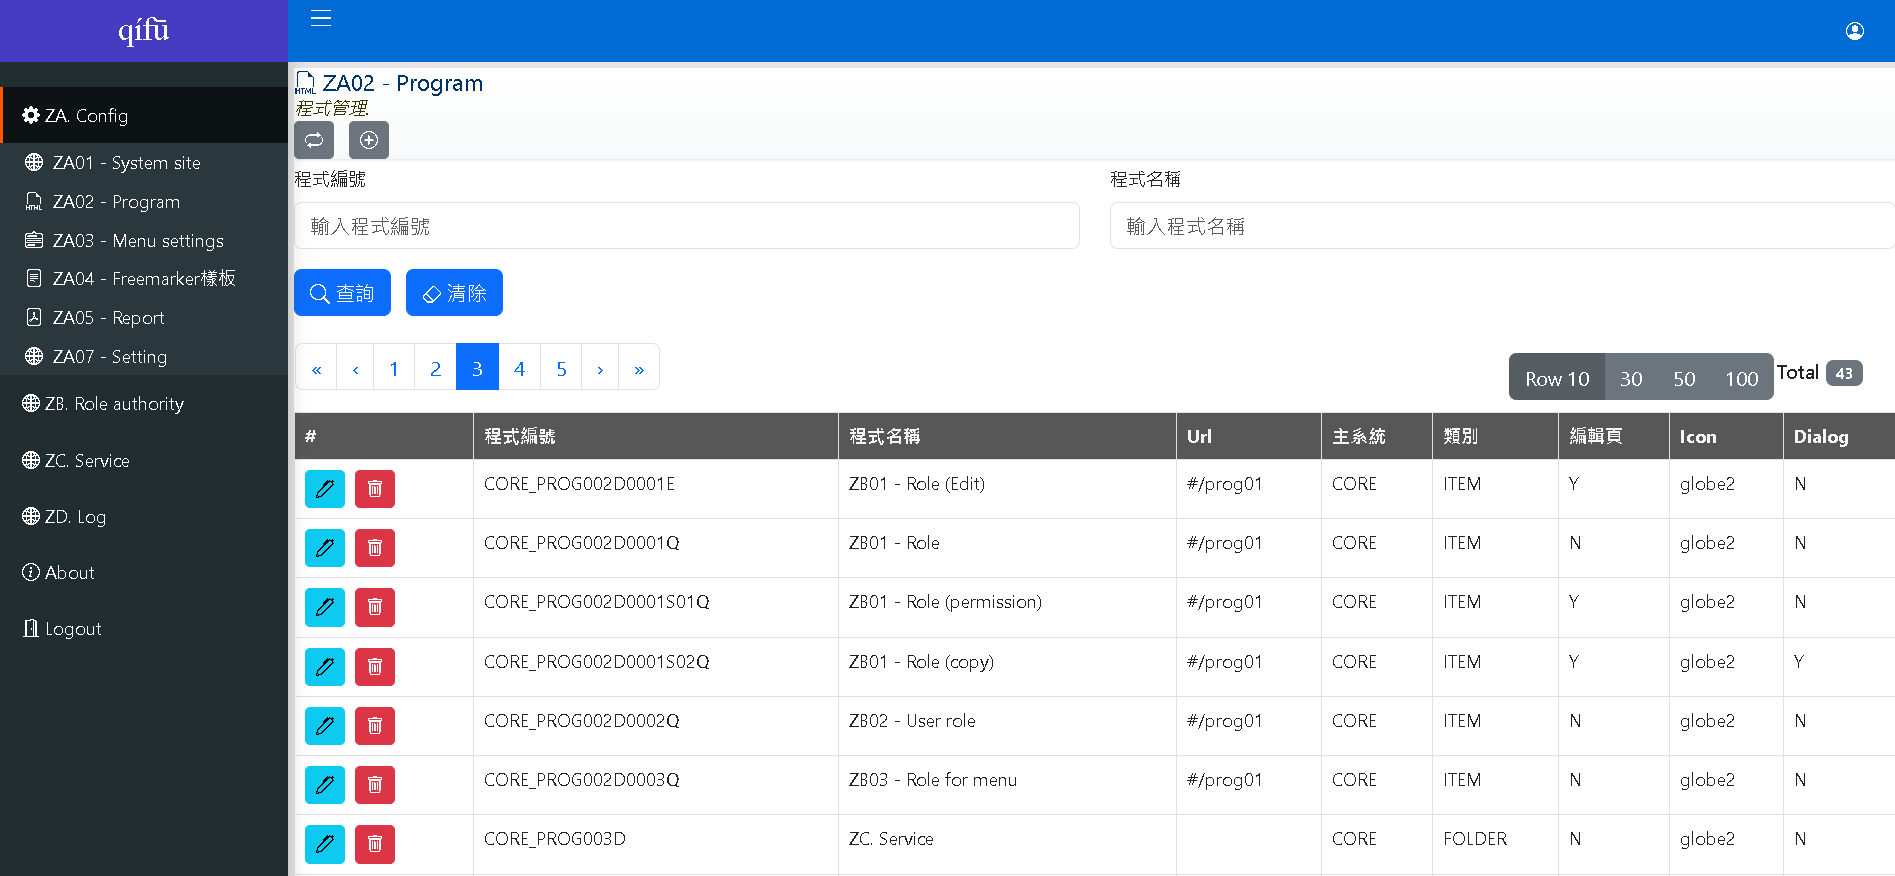 qífū
ZA. Config
ZA01 - System site
ZA02 - Program
ZA03 - Menu settings
ZA04 - Freemarker樣板
ZA05 - Report
ZA07 - Setting
ZB. Role authority
ZC. Service
ZD. Log
About
Logout
HTML ZA02 - Program
程式管理.
程式編號 程式名稱
輸入程式編號 輸入程式名稱
查詢 清除
« ‹ 1 2 3 4 5 › »
Row 10 30 50 100 Total 43
# 程式編號 程式名稱 Url 主系統 類別 編輯頁 Icon Dialog
CORE_PROG002D0001E ZB01 - Role (Edit) #/prog01 CORE ITEM Y globe2 N
CORE_PROG002D0001Q ZB01 - Role #/prog01 CORE ITEM N globe2 N
CORE_PROG002D0001S01Q ZB01 - Role (permission) #/prog01 CORE ITEM Y globe2 N
CORE_PROG002D0001S02Q ZB01 - Role (copy) #/prog01 CORE ITEM Y globe2 Y
CORE_PROG002D0002Q ZB02 - User role #/prog01 CORE ITEM N globe2 N
CORE_PROG002D0003Q ZB03 - Role for menu #/prog01 CORE ITEM N globe2 N
CORE_PROG003D ZC. Service CORE FOLDER N globe2 N